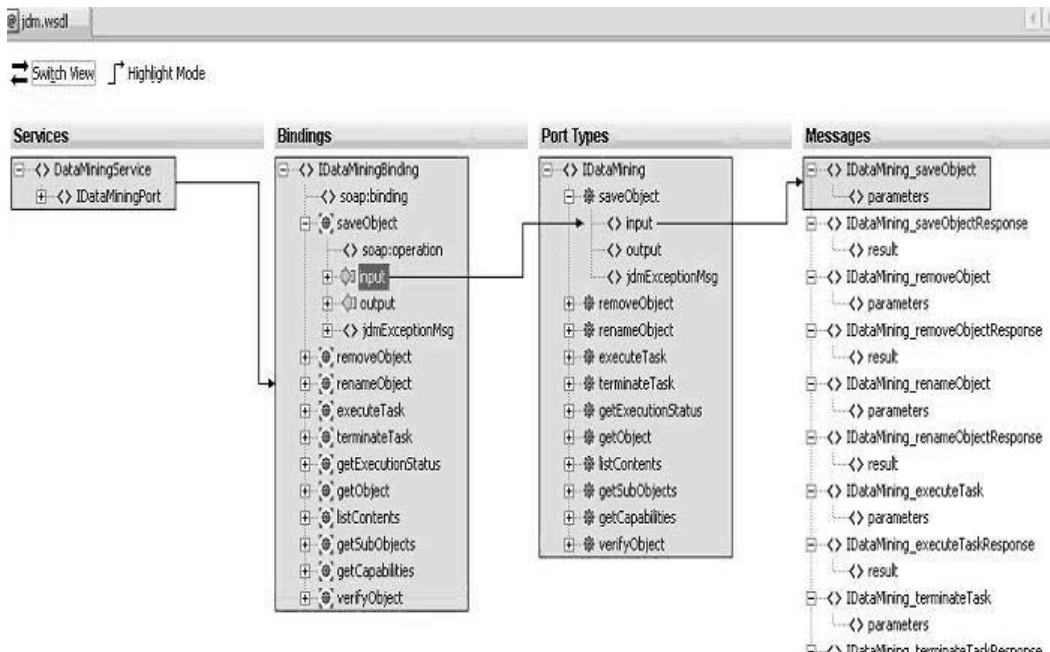 jdm.wsdl
Switch View Highlight Mode
Services
DataMiningService
IDataMiningPort
Bindings
IDataMiningBinding
soap:binding
saveObject
soap:operation
input
output
jdmExceptionMsg
removeObject
renameObject
executeTask
terminateTask
getExecutionStatus
getObject
listContents
getSubObjects
getCapabilities
verifyObject
Port Types
IDataMining
saveObject
input
output
jdmExceptionMsg
removeObject
renameObject
executeTask
terminateTask
getExecutionStatus
getObject
listContents
getSubObjects
getCapabilities
verifyObject
Messages
IDataMining_saveObject
parameters
IDataMining_saveObjectResponse
result
IDataMining_removeObject
parameters
IDataMining_removeObjectResponse
result
IDataMining_renameObject
parameters
IDataMining_renameObjectResponse
result
IDataMining_executeTask
parameters
IDataMining_executeTaskResponse
result
IDataMining_terminateTask
parameters
IDataMining_terminateTaskResponse